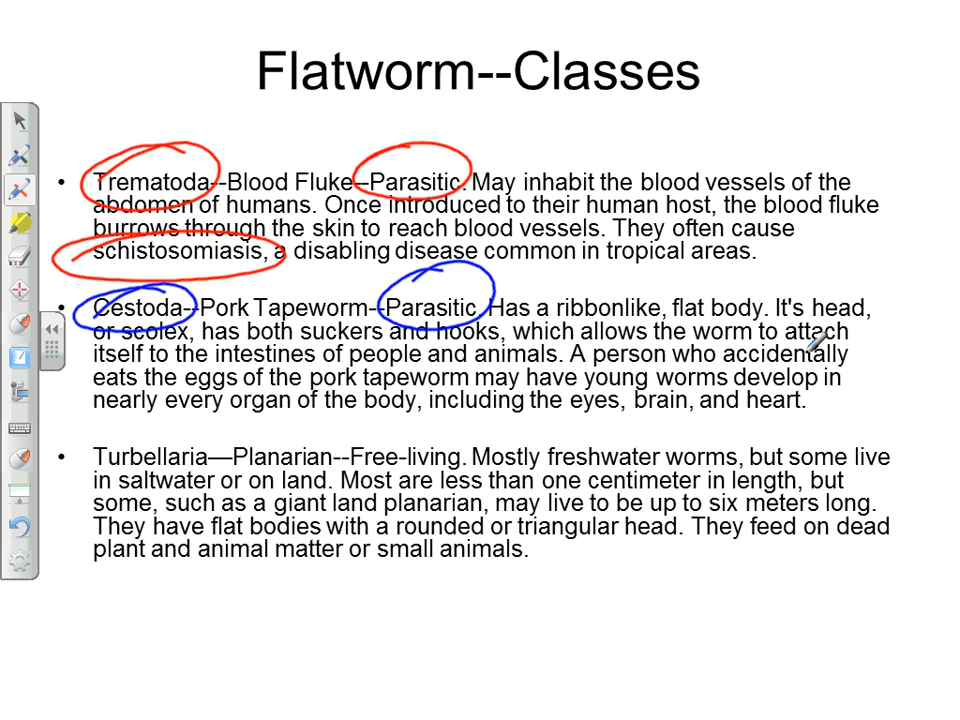 Flatworm--Classes
• Trematoda--Blood Fluke--Parasitic. May inhabit the blood vessels of the
abdomen of humans. Once introduced to their human host, the blood fluke
burrows through the skin to reach blood vessels. They often cause
schistosomiasis, a disabling disease common in tropical areas.
• Cestoda--Pork Tapeworm--Parasitic. Has a ribbonlike, flat body. It's head,
or scolex, has both suckers and hooks, which allows the worm to attach
itself to the intestines of people and animals. A person who accidentally
eats the eggs of the pork tapeworm may have young worms develop in
nearly every organ of the body, including the eyes, brain, and heart.
• Turbellaria—Planarian--Free-living. Mostly freshwater worms, but some live
in saltwater or on land. Most are less than one centimeter in length, but
some, such as a giant land planarian, may live to be up to six meters long.
They have flat bodies with a rounded or triangular head. They feed on dead
plant and animal matter or small animals.